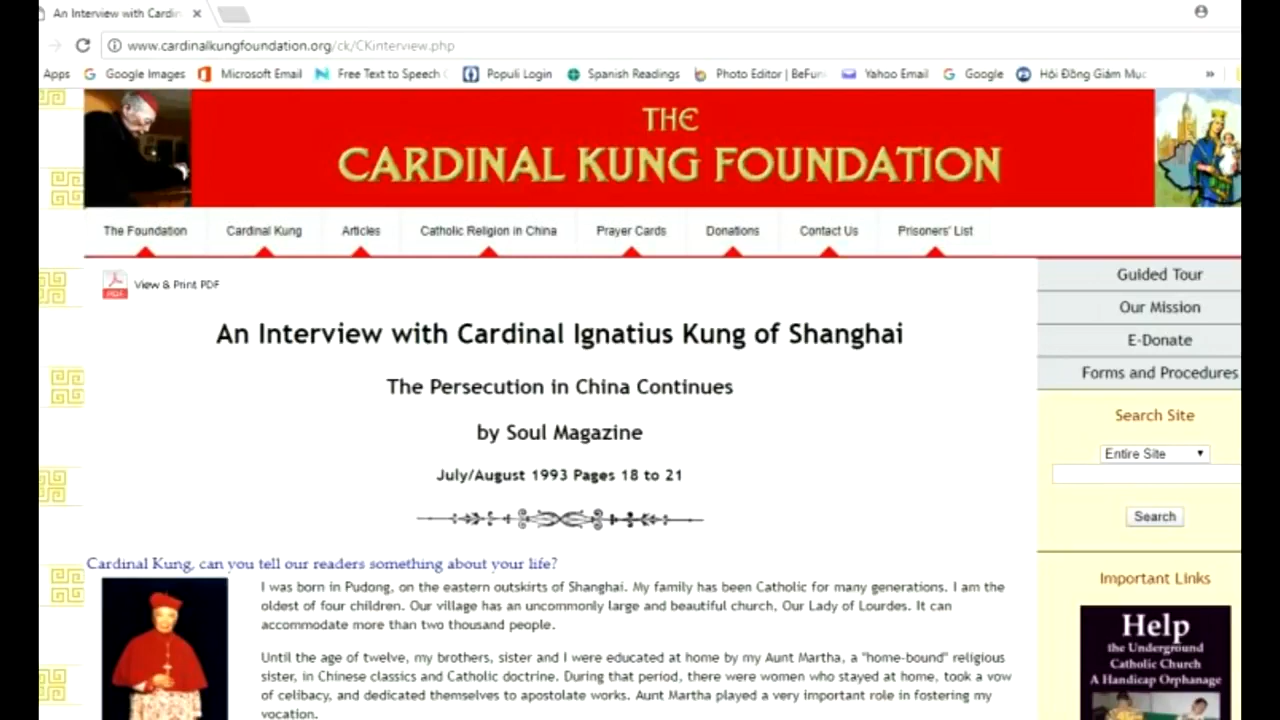 An Interview with Cardin
www.cardinalkungfoundation.org/ck/CKinterview.php
Apps Google Images Microsoft Email Free Text to Speech Populi Login Spanish Readings Photo Editor | BeFun Yahoo Email Google Hội Đồng Giám Mục »
THE
CARDINAL KUNG FOUNDATION
The Foundation Cardinal Kung Articles Catholic Religion in China Prayer Cards Donations Contact Us Prisoners' List
View & Print PDF
An Interview with Cardinal Ignatius Kung of Shanghai
The Persecution in China Continues
by Soul Magazine
July/August 1993 Pages 18 to 21
Cardinal Kung, can you tell our readers something about your life?
I was born in Pudong, on the eastern outskirts of Shanghai. My family has been Catholic for many generations. I am the
oldest of four children. Our village has an uncommonly large and beautiful church, Our Lady of Lourdes. It can
accommodate more than two thousand people.
Until the age of twelve, my brothers, sister and I were educated at home by my Aunt Martha, a "home-bound" religious
sister, in Chinese classics and Catholic doctrine. During that period, there were women who stayed at home, took a vow
of celibacy, and dedicated themselves to apostolate works. Aunt Martha played a very important role in fostering my
vocation.
Guided Tour
Our Mission
E-Donate
Forms and Procedures
Search Site
Entire Site
Search
Important Links
Help
the Underground
Catholic Church
A Handicap Orphanage